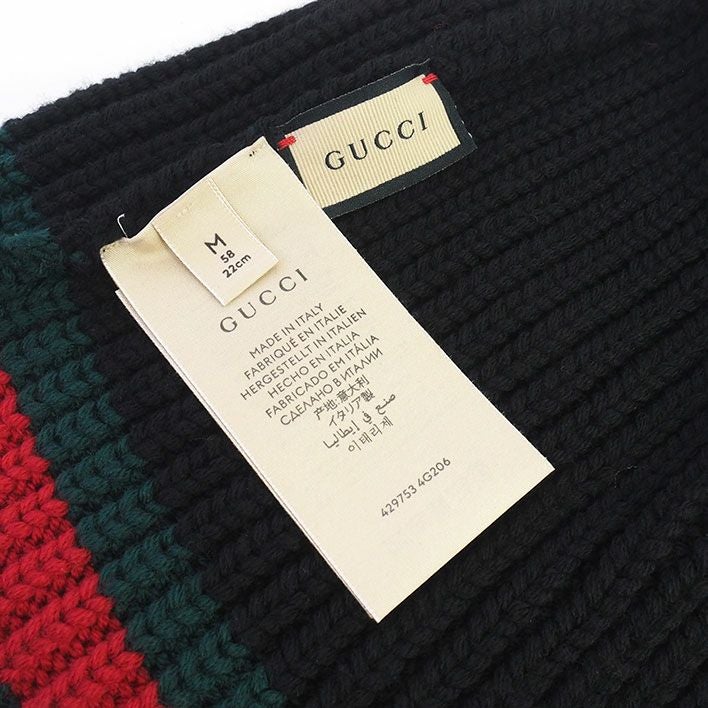 GUCCI
M
58
22cm
GUCCI
MADE IN ITALY
FABRIQUÉ EN ITALIE
HERGESTELLT IN ITALIEN
HECHO EN ITALIA
FABRICADO EM ITÁLIA
СДЕЛАНО В ИТАЛИИ
产地:意大利
イタリア製
صنع في إيطاليا
이태리제
429753 4G206